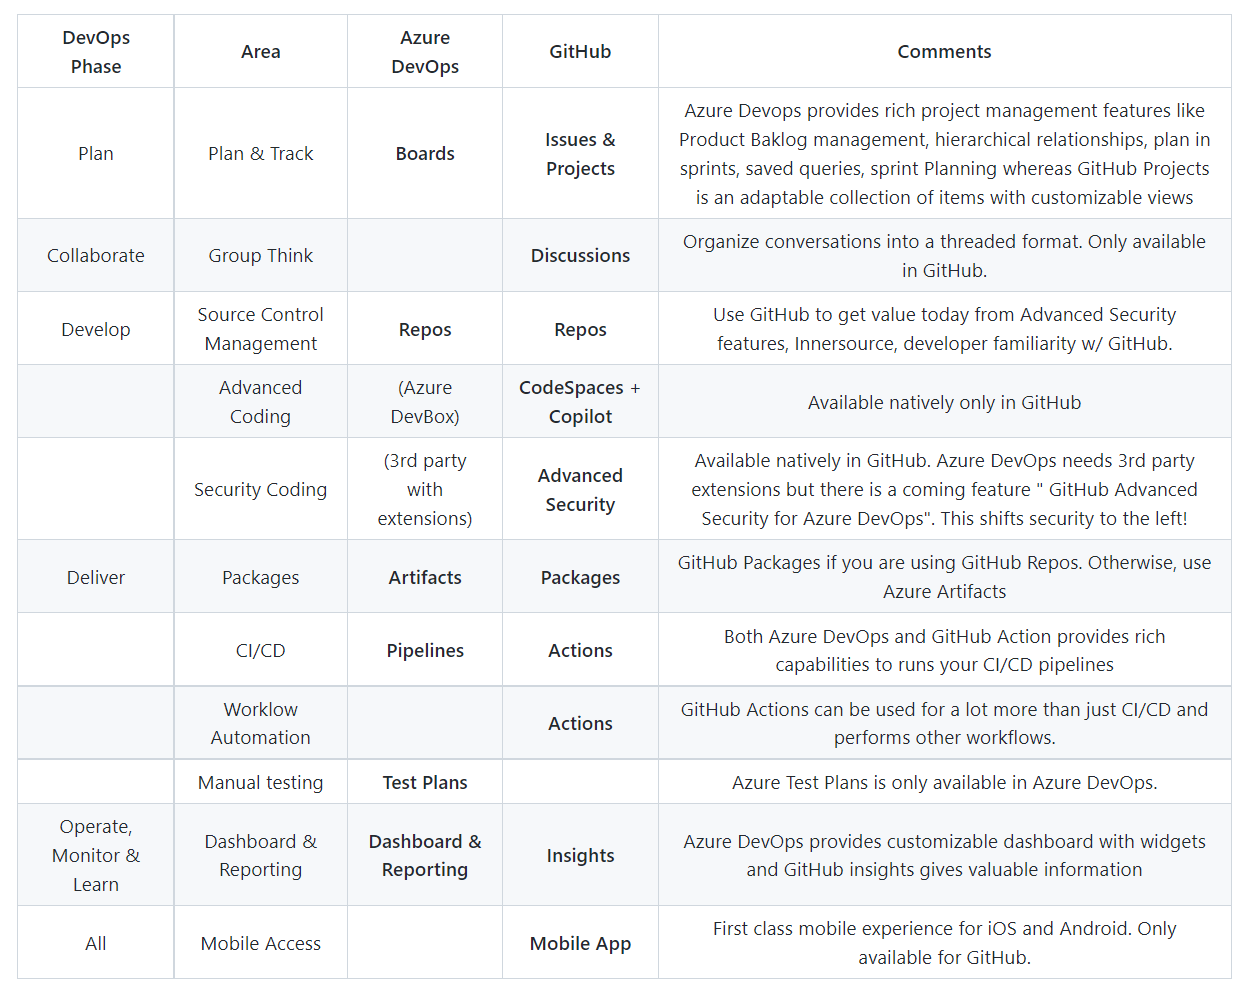 DevOps
Phase
Area
Azure
DevOps
GitHub
Comments
Plan
Plan & Track
Boards
Issues &
Projects
Azure Devops provides rich project management features like
Product Baklog management, hierarchical relationships, plan in
sprints, saved queries, sprint Planning whereas GitHub Projects
is an adaptable collection of items with customizable views
Collaborate
Group Think
Discussions
Organize conversations into a threaded format. Only available
in GitHub.
Develop
Source Control
Management
Repos
Repos
Use GitHub to get value today from Advanced Security
features, Innersource, developer familiarity w/ GitHub.
Advanced
Coding
(Azure
DevBox)
CodeSpaces +
Copilot
Available natively only in GitHub
Security Coding
(3rd party
with
extensions)
Advanced
Security
Available natively in GitHub. Azure DevOps needs 3rd party
extensions but there is a coming feature " GitHub Advanced
Security for Azure DevOps". This shifts security to the left!
Deliver
Packages
Artifacts
Packages
GitHub Packages if you are using GitHub Repos. Otherwise, use
Azure Artifacts
CI/CD
Pipelines
Actions
Both Azure DevOps and GitHub Action provides rich
capabilities to runs your CI/CD pipelines
Worklow
Automation
Actions
GitHub Actions can be used for a lot more than just CI/CD and
performs other workflows.
Manual testing
Test Plans
Azure Test Plans is only available in Azure DevOps.
Operate,
Monitor &
Learn
Dashboard &
Reporting
Dashboard &
Reporting
Insights
Azure DevOps provides customizable dashboard with widgets
and GitHub insights gives valuable information
All
Mobile Access
Mobile App
First class mobile experience for iOS and Android. Only
available for GitHub.